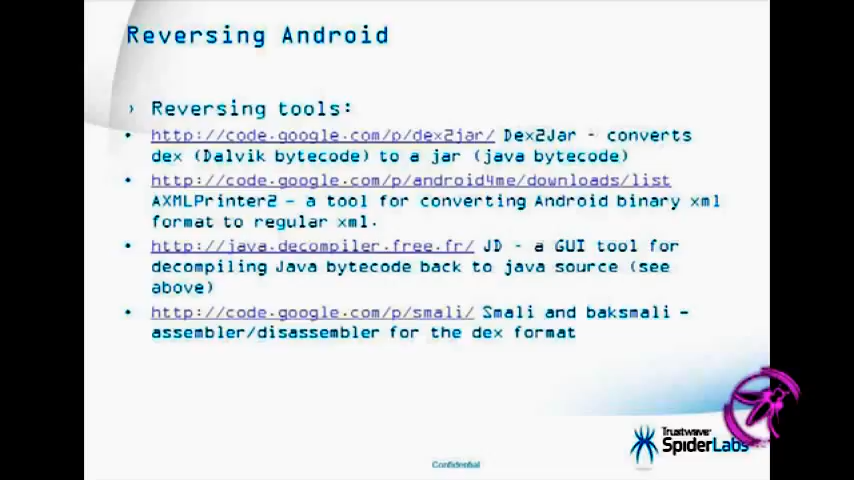 Reversing Android
› Reversing tools:
• http://code.google.com/p/dex2jar/ Dex2Jar - converts
dex (Dalvik bytecode) to a jar (java bytecode)
• http://code.google.com/p/android4me/downloads/list
AXMLPrinter2 - a tool for converting Android binary xml
format to regular xml.
• http://java.decompiler.free.fr/ JD - a GUI tool for
decompiling Java bytecode back to java source (see
above)
• http://code.google.com/p/smali/ Smali and baksmali -
assembler/disassembler for the dex format
Trustwave
SpiderLabs
Confidential